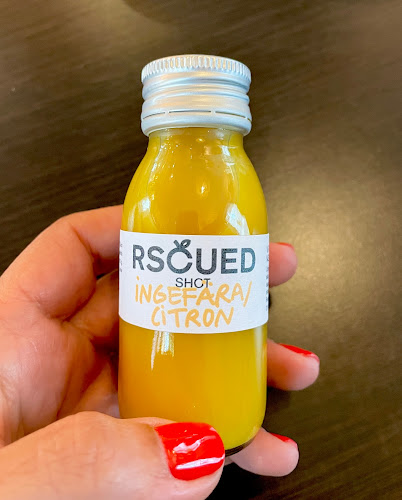 RSCUED
SHOT
INGEFÄRA/
CITRON